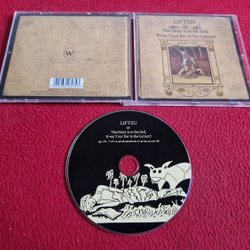 W
LIFTED
or
The Story is in the Soil,
Keep Your Ear to the Ground
LIFTED
or
The Story is in the Soil,
Keep Your Ear to the Ground